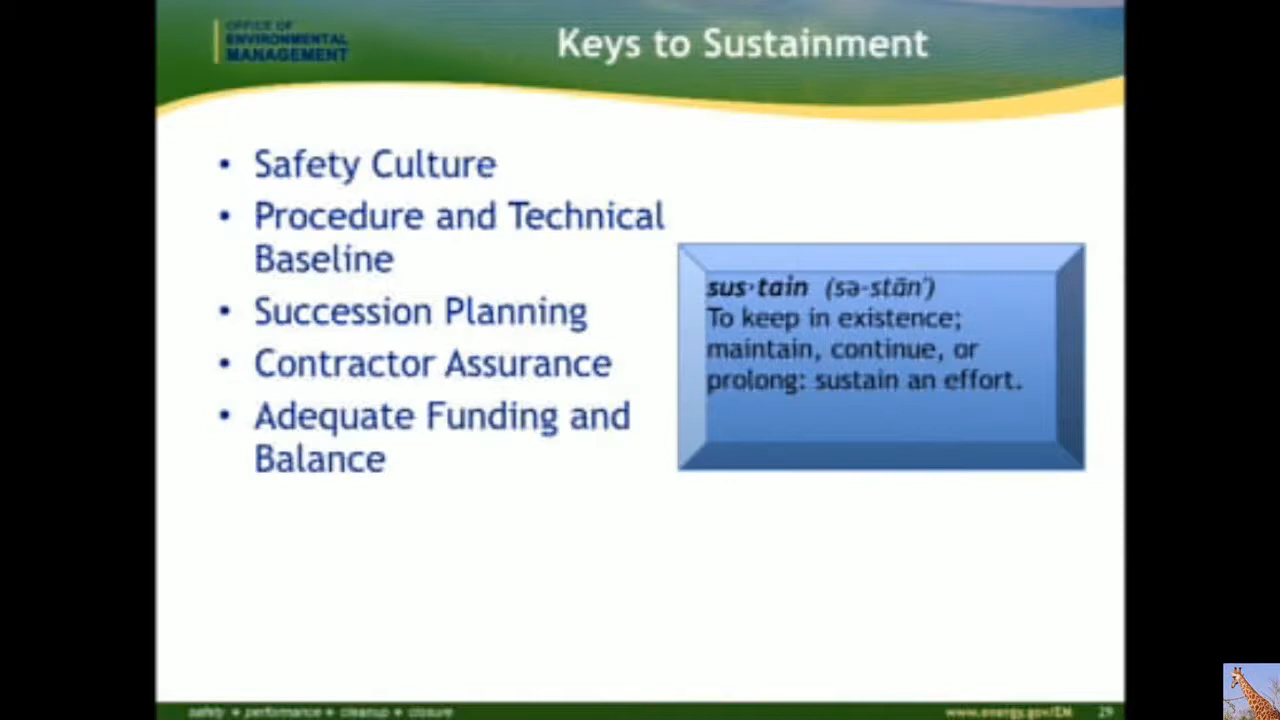 OFFICE OF
ENVIRONMENTAL
MANAGEMENT
Keys to Sustainment
• Safety Culture
• Procedure and Technical
Baseline
• Succession Planning
• Contractor Assurance
• Adequate Funding and
Balance
sus·tain (sə-stān')
To keep in existence;
maintain, continue, or
prolong: sustain an effort.
safety • performance • cleanup • closure
www.energy.gov/EM 29